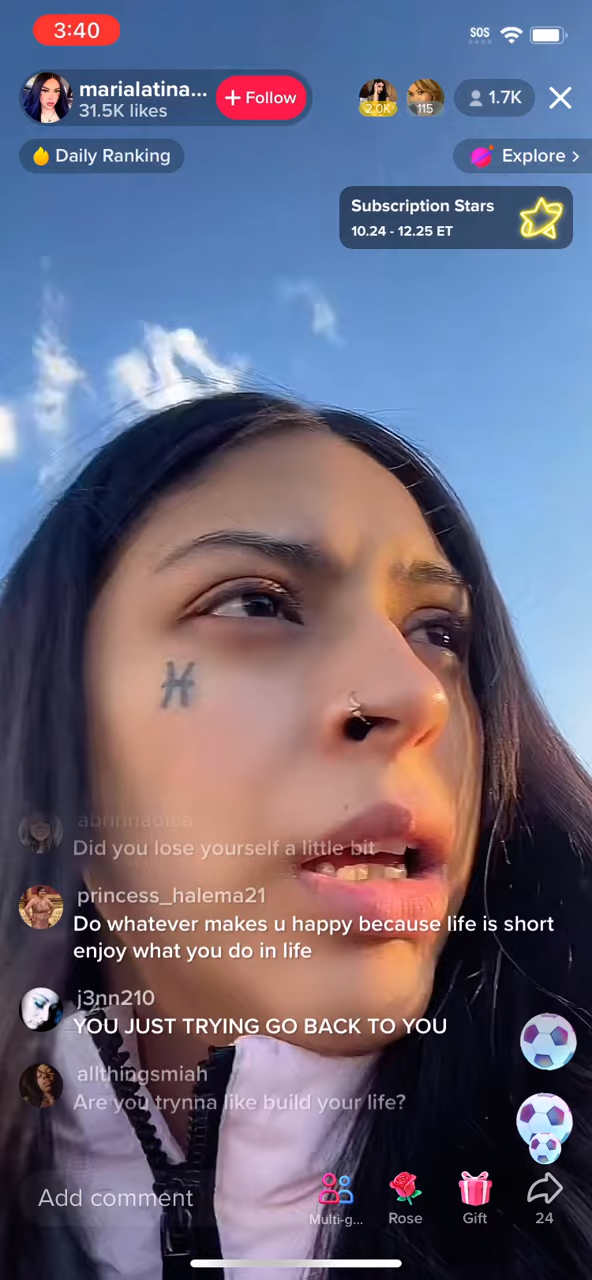 3:40
SOS
marialatina...
31.5K likes
+ Follow
2.0K
115
1.7K
Daily Ranking
Explore >
Subscription Stars
10.24 - 12.25 ET
abrinnablea
Did you lose yourself a little bit
princess_halema21
Do whatever makes u happy because life is short
enjoy what you do in life
j3nn210
YOU JUST TRYING GO BACK TO YOU
allthingsmiah
Are you trynna like build your life?
Add comment
Multi-g...
Rose
Gift
24